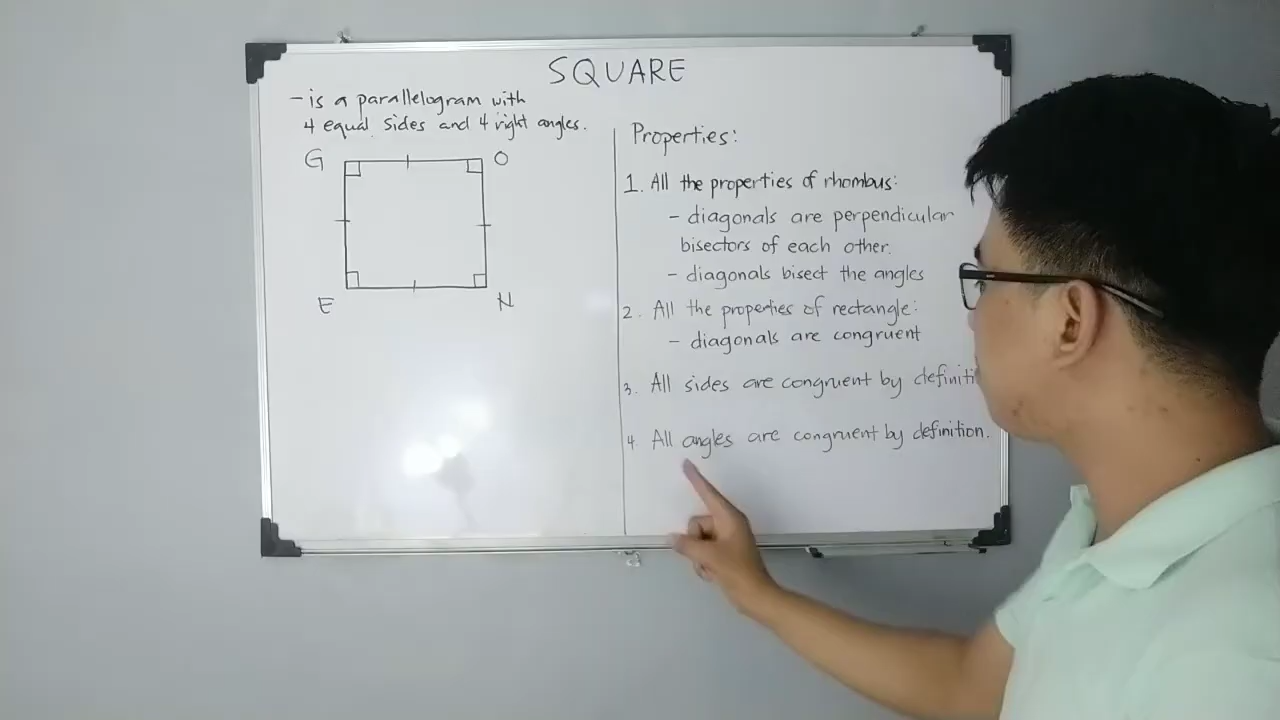 SQUARE
- is a parallelogram with
4 equal sides and 4 right angles.
G
O
E
N
Properties:
1. All the properties of rhombus:
- diagonals are perpendicular
bisectors of each other.
- diagonals bisect the angles
2. All the properties of rectangle:
- diagonals are congruent
3. All sides are congruent by definiti
4 All angles are congruent by definition.